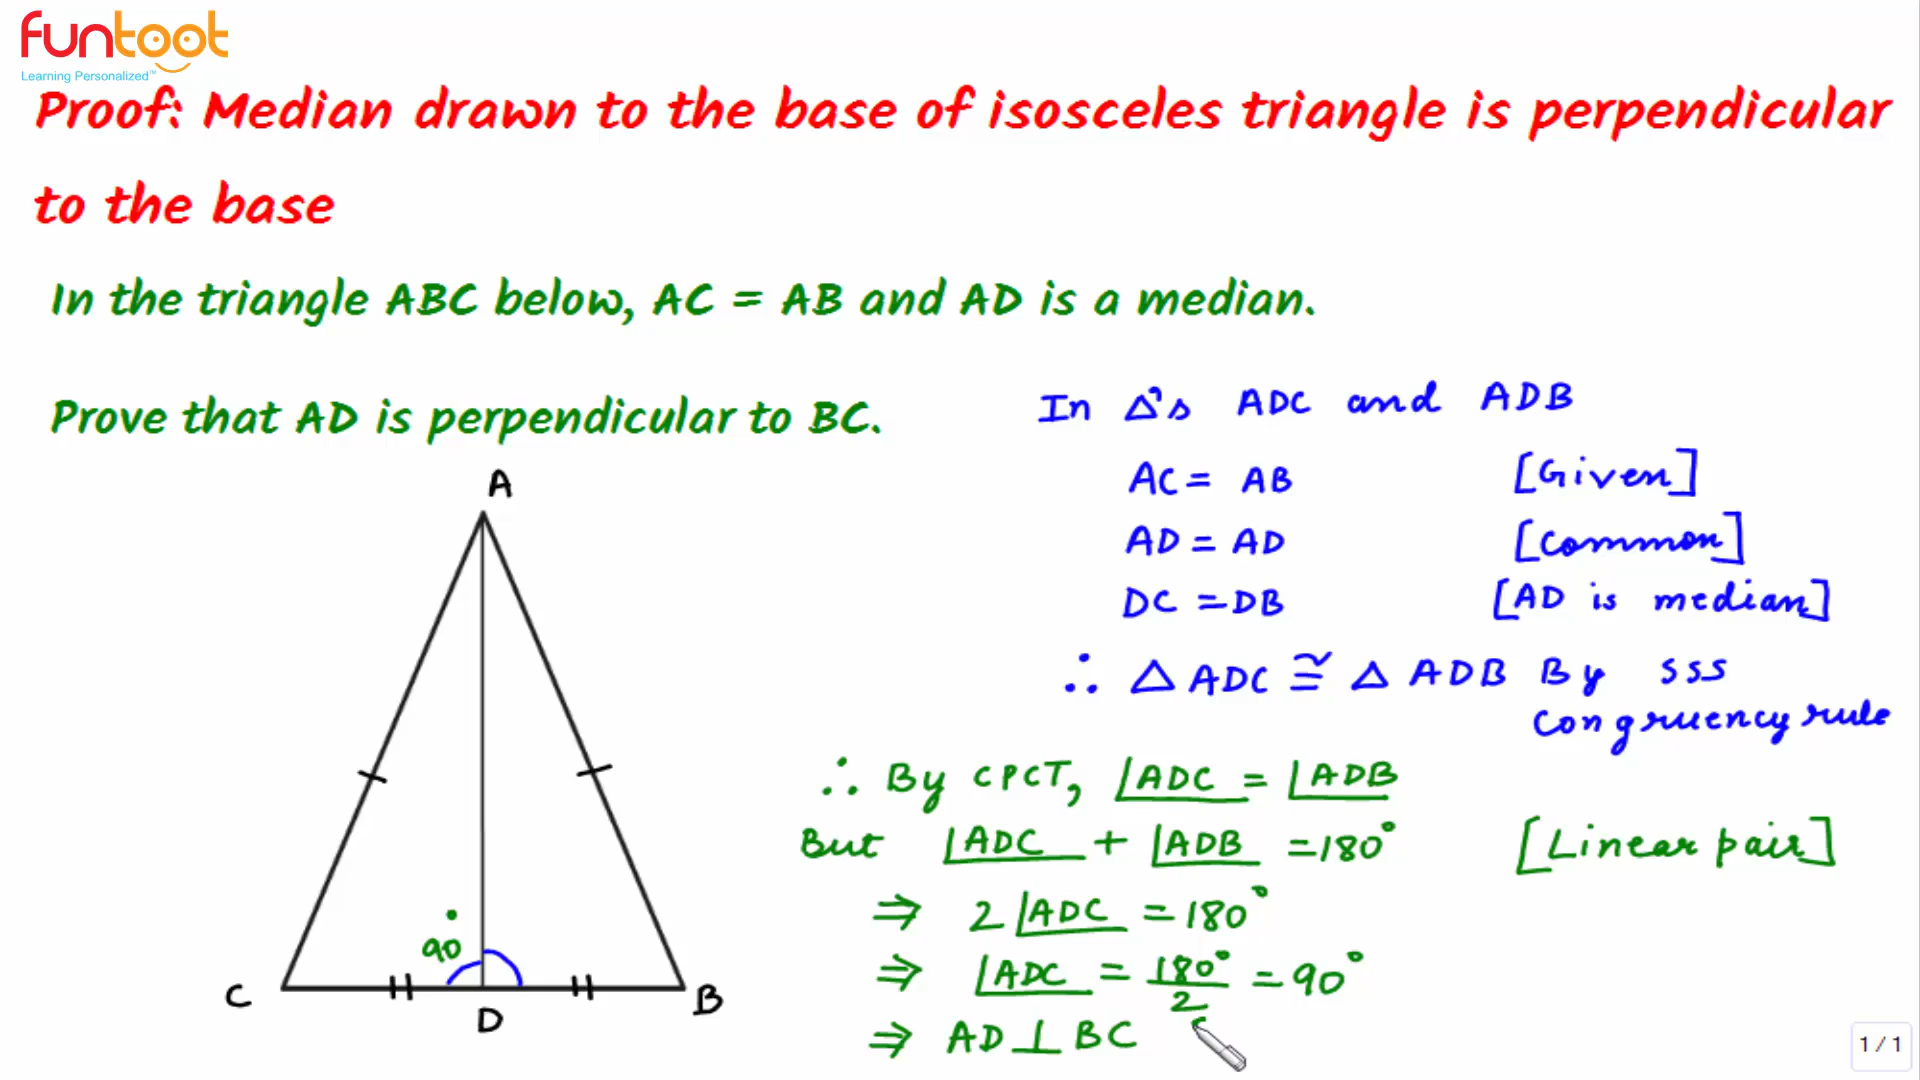 funtoot
Learning Personalized™
Proof: Median drawn to the base of isosceles triangle is perpendicular
to the base
In the triangle ABC below, AC = AB and AD is a median.
Prove that AD is perpendicular to BC.
In Δ's ADC and ADB
AC = AB [Given]
AD = AD [Common]
DC = DB [AD is median]
∴ Δ ADC ≅ Δ ADB By SSS
congruency rule
∴ By CPCT, ∠ADC = ∠ADB
But ∠ADC + ∠ADB = 180° [Linear pair]
⇒ 2 ∠ADC = 180°
⇒ ∠ADC = 180°/2 = 90°
⇒ AD ⊥ BC
A
90°
C
D
B
1 / 1